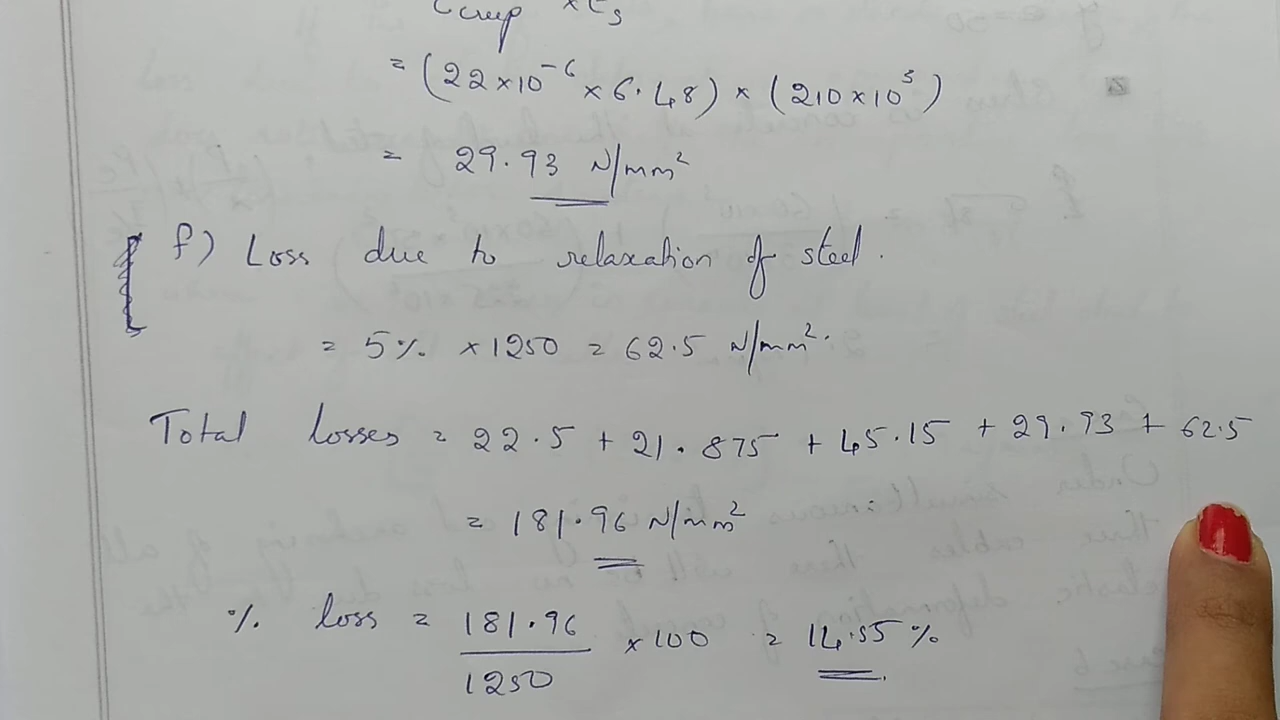 = (22×10⁻⁶ × 6.48) × (210×10³)
= 29.93 N/mm²
f) Loss due to relaxation of steel.
= 5% × 1250 = 62.5 N/mm².
Total losses = 22.5 + 21.875 + 45.15 + 29.93 + 62.5
= 181.96 N/mm²
% loss = 181.96/1250 × 100 = 14.55 %